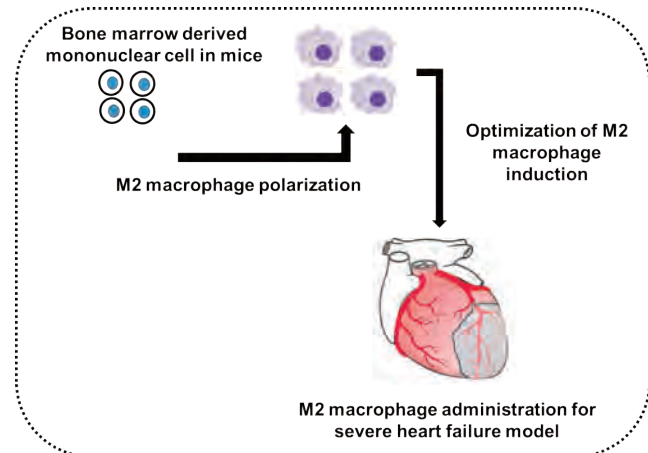 Bone marrow derived
mononuclear cell in mice
M2 macrophage polarization
Optimization of M2
macrophage
induction
M2 macrophage administration for
severe heart failure model